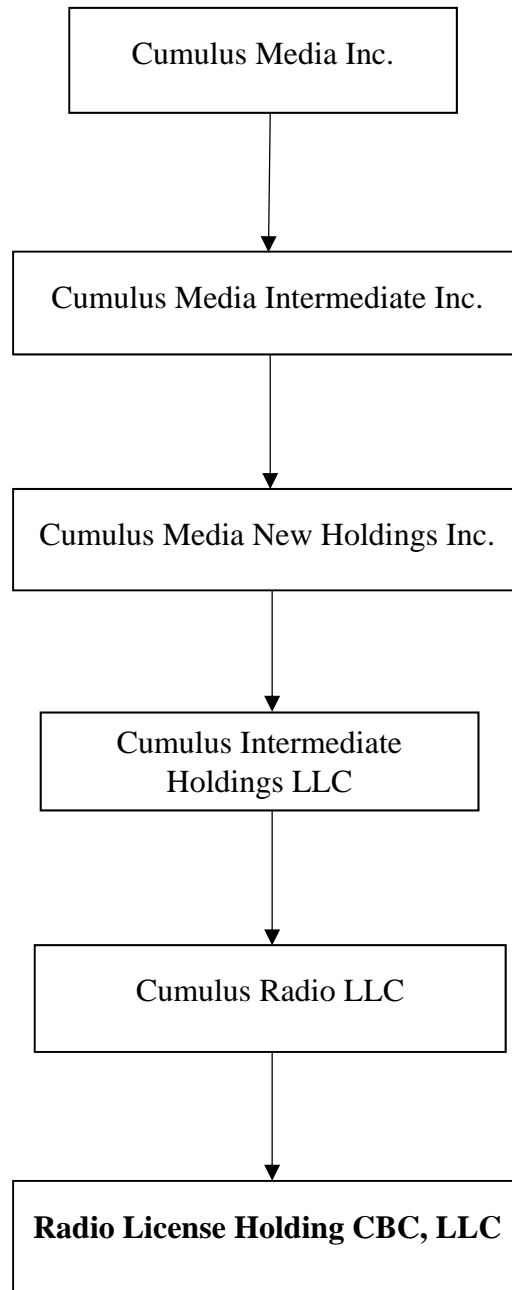 Cumulus Media Inc.
Cumulus Media Intermediate Inc.
Cumulus Media New Holdings Inc.
Cumulus Intermediate
Holdings LLC
Cumulus Radio LLC
Radio License Holding CBC, LLC